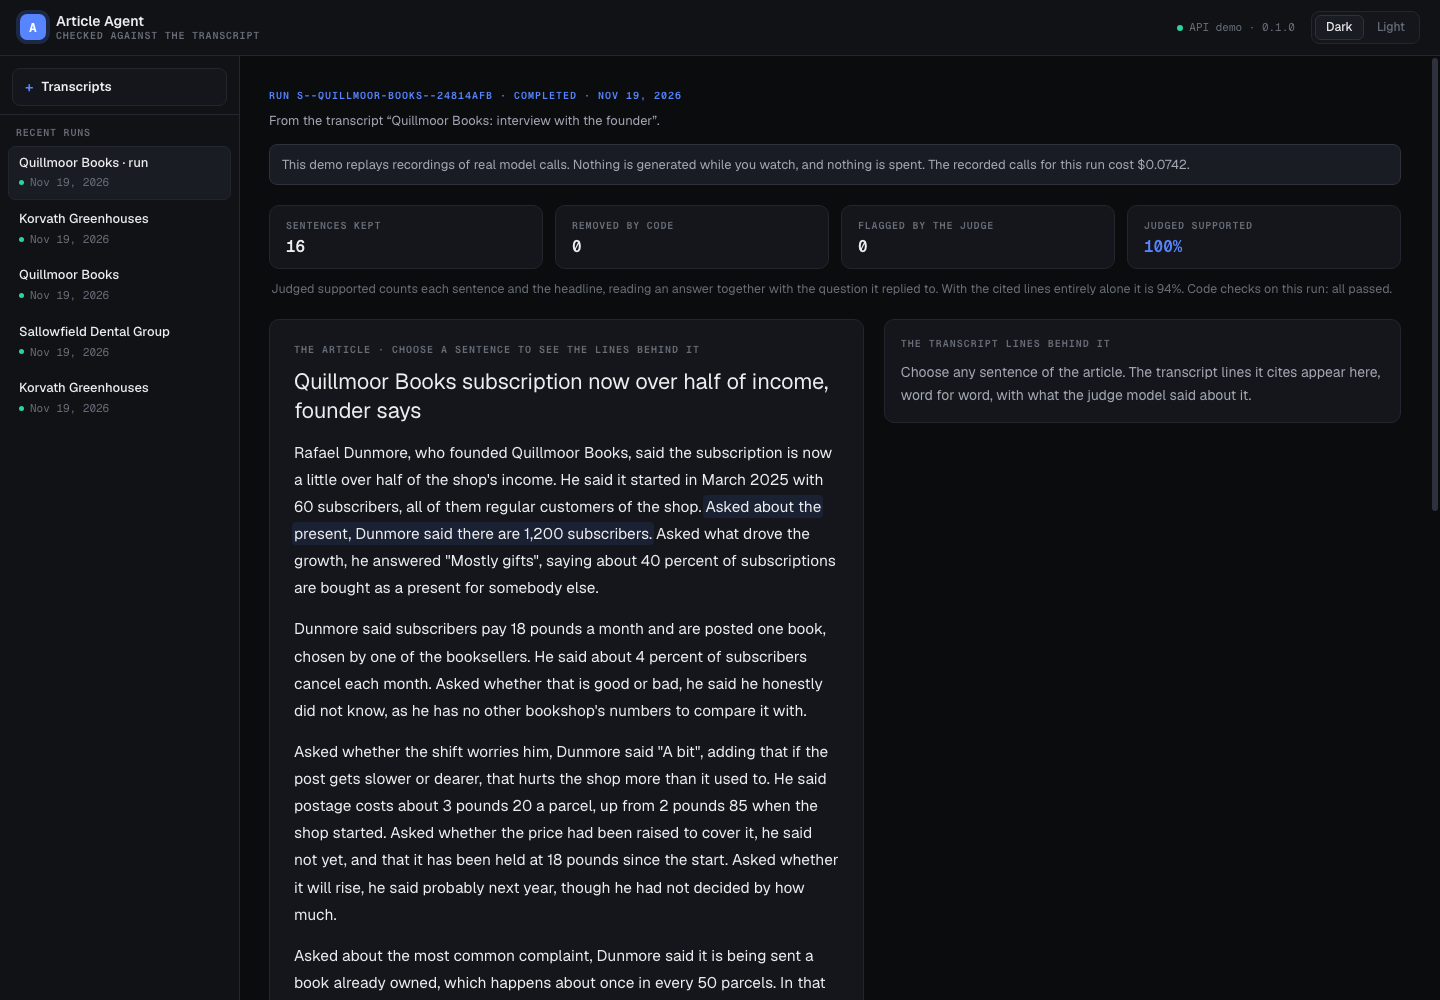 A
Article Agent
CHECKED AGAINST THE TRANSCRIPT
API demo · 0.1.0
Dark
Light
+ Transcripts
RECENT RUNS
Quillmoor Books · run
Nov 19, 2026
Korvath Greenhouses
Nov 19, 2026
Quillmoor Books
Nov 19, 2026
Sallowfield Dental Group
Nov 19, 2026
Korvath Greenhouses
Nov 19, 2026
RUN S--QUILLMOOR-BOOKS--24814AFB · COMPLETED · NOV 19, 2026
From the transcript “Quillmoor Books: interview with the founder”.
This demo replays recordings of real model calls. Nothing is generated while you watch, and nothing is spent. The recorded calls for this run cost $0.0742.
SENTENCES KEPT
16
REMOVED BY CODE
0
FLAGGED BY THE JUDGE
0
JUDGED SUPPORTED
100%
Judged supported counts each sentence and the headline, reading an answer together with the question it replied to. With the cited lines entirely alone it is 94%. Code checks on this run: all passed.
THE ARTICLE · CHOOSE A SENTENCE TO SEE THE LINES BEHIND IT
Quillmoor Books subscription now over half of income,
founder says
Rafael Dunmore, who founded Quillmoor Books, said the subscription is now
a little over half of the shop's income. He said it started in March 2025 with
60 subscribers, all of them regular customers of the shop. Asked about the
present, Dunmore said there are 1,200 subscribers. Asked what drove the
growth, he answered "Mostly gifts", saying about 40 percent of subscriptions
are bought as a present for somebody else.
Dunmore said subscribers pay 18 pounds a month and are posted one book,
chosen by one of the booksellers. He said about 4 percent of subscribers
cancel each month. Asked whether that is good or bad, he said he honestly
did not know, as he has no other bookshop's numbers to compare it with.
Asked whether the shift worries him, Dunmore said "A bit", adding that if the
post gets slower or dearer, that hurts the shop more than it used to. He said
postage costs about 3 pounds 20 a parcel, up from 2 pounds 85 when the
shop started. Asked whether the price had been raised to cover it, he said
not yet, and that it has been held at 18 pounds since the start. Asked whether
it will rise, he said probably next year, though he had not decided by how
much.
Asked about the most common complaint, Dunmore said it is being sent a
book already owned, which happens about once in every 50 parcels. In that
THE TRANSCRIPT LINES BEHIND IT
Choose any sentence of the article. The transcript lines it cites appear here,
word for word, with what the judge model said about it.